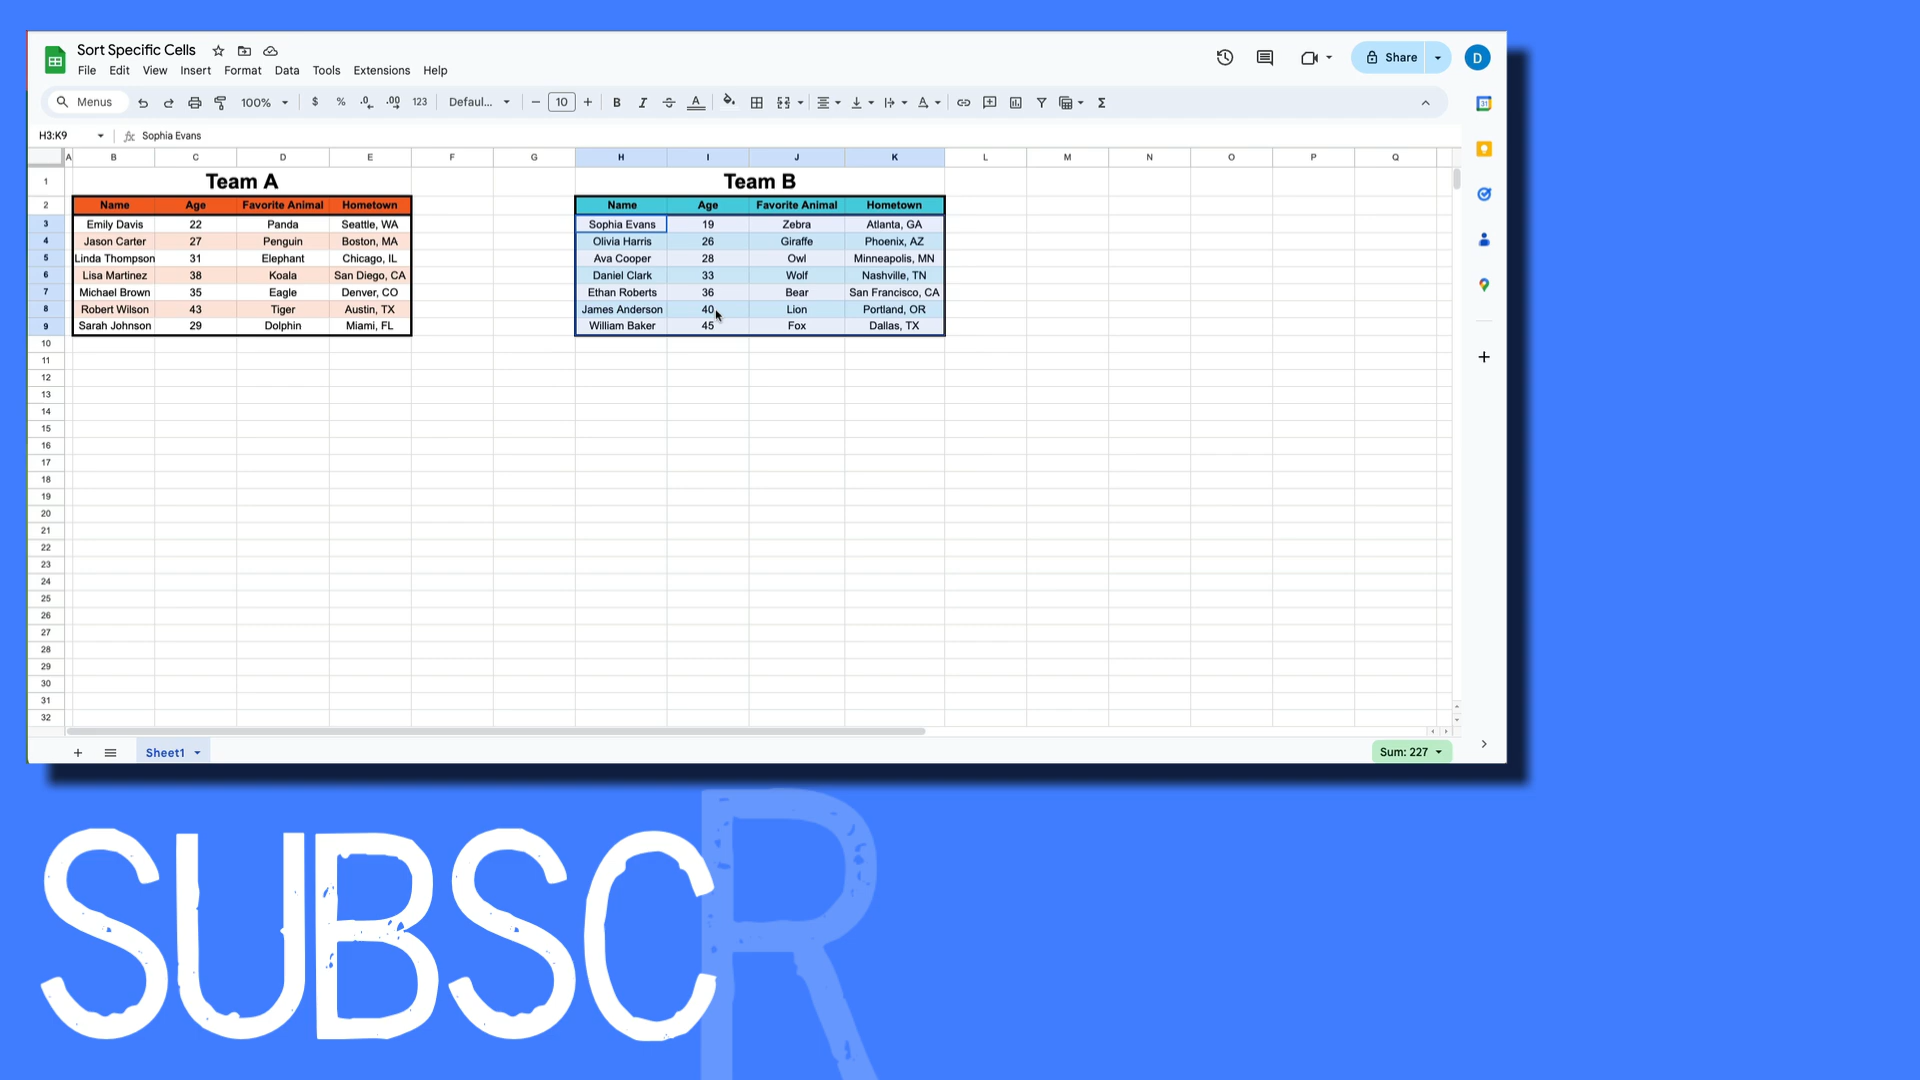 Sort Specific Cells
File Edit View Insert Format Data Tools Extensions Help
Share
D
Menus 100% $ % .0 .00 123 Defaul... 10 B I A Σ
31
H3:K9 fx Sophia Evans
A B C D E F G H I J K L M N O P Q
1 Team A Team B
2 Name Age Favorite Animal Hometown Name Age Favorite Animal Hometown
3 Emily Davis 22 Panda Seattle, WA Sophia Evans 19 Zebra Atlanta, GA
4 Jason Carter 27 Penguin Boston, MA Olivia Harris 26 Giraffe Phoenix, AZ
5 Linda Thompson 31 Elephant Chicago, IL Ava Cooper 28 Owl Minneapolis, MN
6 Lisa Martinez 38 Koala San Diego, CA Daniel Clark 33 Wolf Nashville, TN
7 Michael Brown 35 Eagle Denver, CO Ethan Roberts 36 Bear San Francisco, CA
8 Robert Wilson 43 Tiger Austin, TX James Anderson 40 Lion Portland, OR
9 Sarah Johnson 29 Dolphin Miami, FL William Baker 45 Fox Dallas, TX
10
11
12
13
14
15
16
17
18
19
20
21
22
23
24
25
26
27
28
29
30
31
32
Sheet1 Sum: 227
SUBSCR